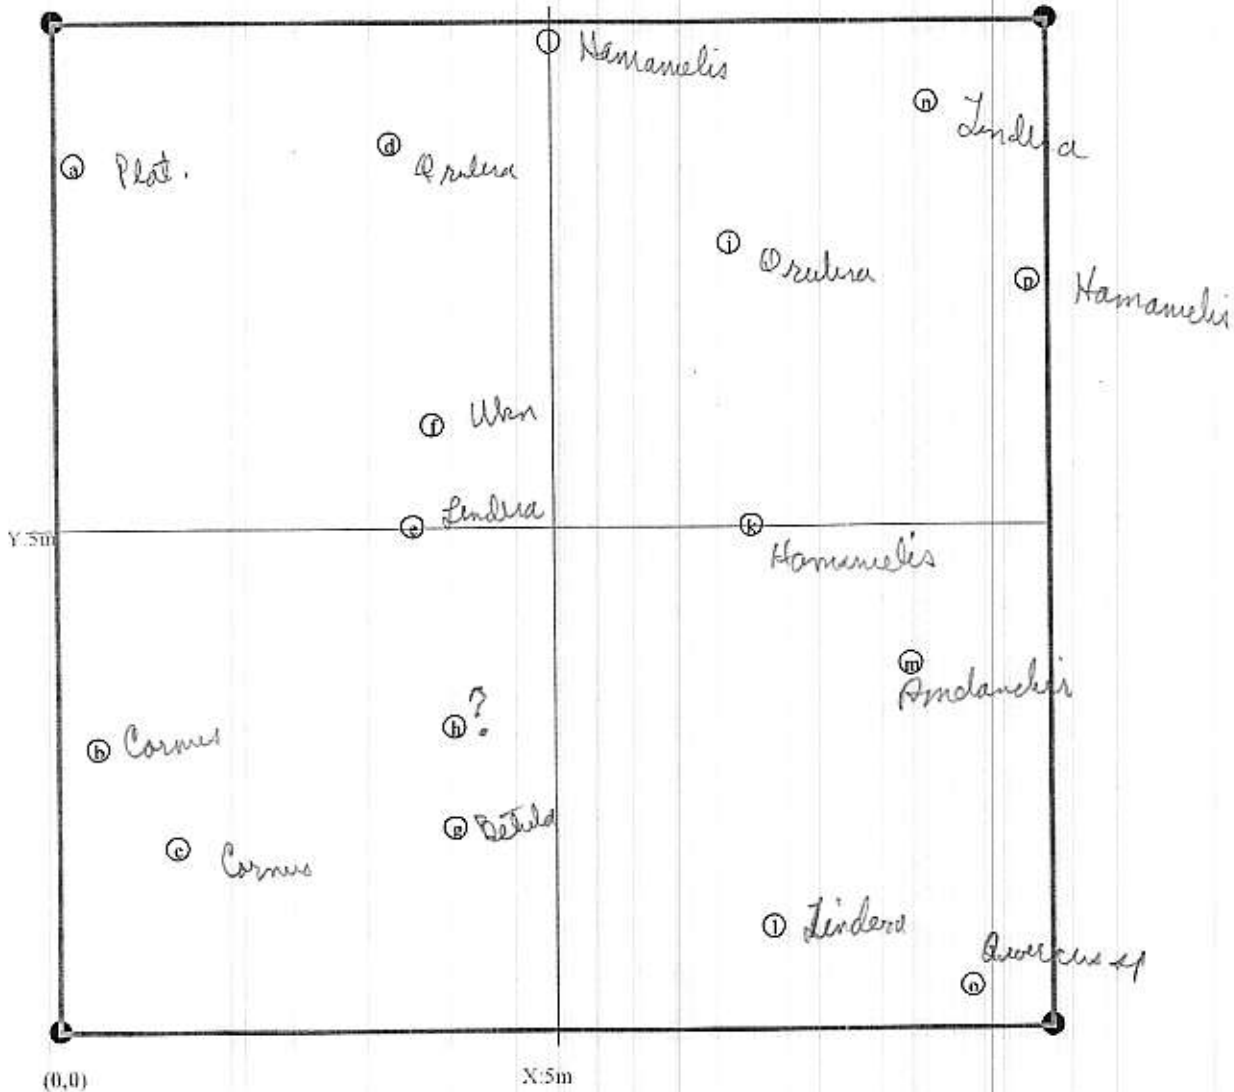 Hamamelis
n Lindera
a Plat.
d Q rubra
j Q rubra
p Hamamelis
f Ukn
e Lindera
Y:5m
k
Hamamelis
m
Amelanchier
h ?
b Cornus
g Betula
c Cornus
l Lindera
Quercus sp
o
(0,0)
X:5m